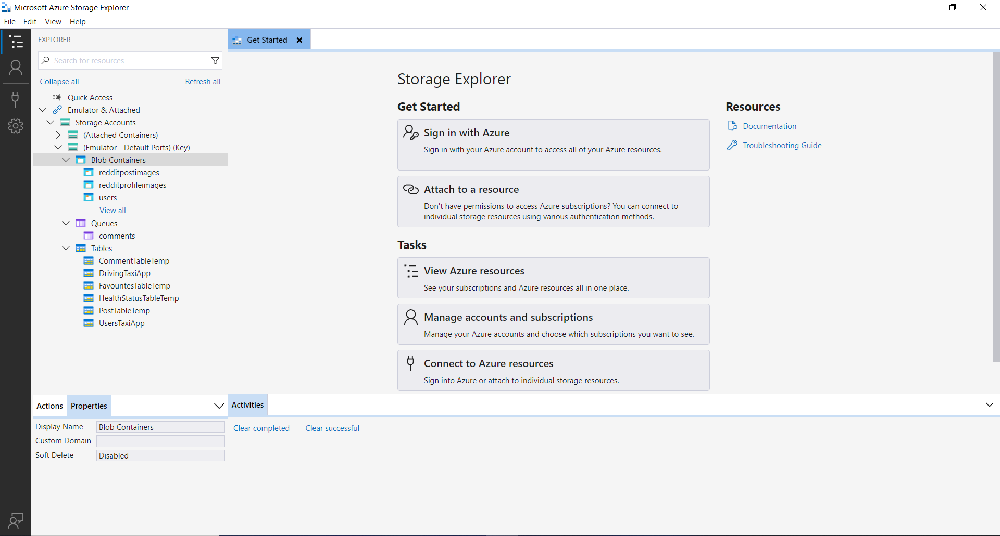 Microsoft Azure Storage Explorer
File Edit View Help
EXPLORER
Search for resources
Collapse all Refresh all
Quick Access
Emulator & Attached
Storage Accounts
(Attached Containers)
(Emulator - Default Ports) (Key)
Blob Containers
redditpostimages
redditprofileimages
users
View all
Queues
comments
Tables
CommentTableTemp
DrivingTaxiApp
FavouritesTableTemp
HealthStatusTableTemp
PostTableTemp
UsersTaxiApp
Actions Properties
Display Name Blob Containers
Custom Domain
Soft Delete Disabled
Get Started
Storage Explorer
Get Started
Sign in with Azure
Sign in with your Azure account to access all of your Azure resources.
Attach to a resource
Don't have permissions to access Azure subscriptions? You can connect to
individual storage resources using various authentication methods.
Tasks
View Azure resources
See your subscriptions and Azure resources all in one place.
Manage accounts and subscriptions
Manage your Azure accounts and choose which subscriptions you want to see.
Connect to Azure resources
Sign into Azure or attach to individual storage resources.
Resources
Documentation
Troubleshooting Guide
Activities
Clear completed Clear successful